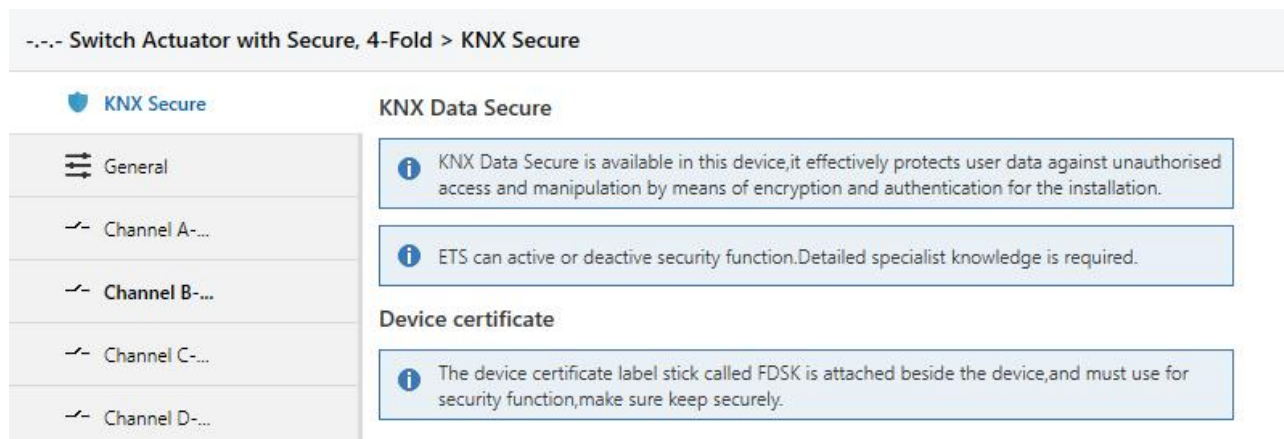 -.-.- Switch Actuator with Secure, 4-Fold > KNX Secure
KNX Secure
General
Channel A-...
Channel B-...
Channel C-...
Channel D-...
KNX Data Secure
KNX Data Secure is available in this device,it effectively protects user data against unauthorised
access and manipulation by means of encryption and authentication for the installation.
ETS can active or deactive security function.Detailed specialist knowledge is required.
Device certificate
The device certificate label stick called FDSK is attached beside the device,and must use for
security function,make sure keep securely.